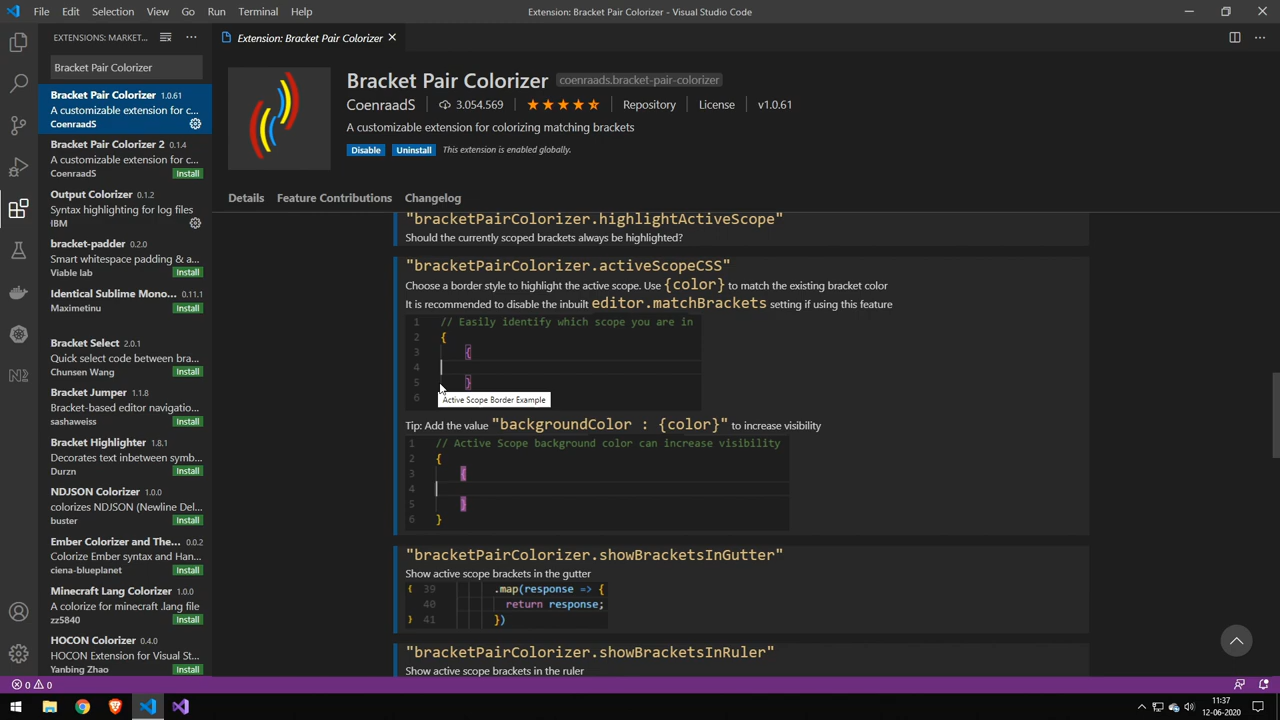 File Edit Selection View Go Run Terminal Help
Extension: Bracket Pair Colorizer - Visual Studio Code
EXTENSIONS: MARKET...
Bracket Pair Colorizer
Bracket Pair Colorizer 1.0.61
A customizable extension for c...
CoenraadS
Bracket Pair Colorizer 2 0.1.4
A customizable extension for c...
CoenraadS Install
Output Colorizer 0.1.2
Syntax highlighting for log files
IBM
bracket-padder 0.2.0
Smart whitespace padding & a...
Viable lab Install
Identical Sublime Mono... 0.11.1
Maximetinu Install
Bracket Select 2.0.1
Quick select code between bra...
Chunsen Wang Install
Bracket Jumper 1.1.8
Bracket-based editor navigatio...
sashaweiss Install
Bracket Highlighter 1.8.1
Decorates text inbetween symb...
Durzn Install
NDJSON Colorizer 1.0.0
colorizes NDJSON (Newline Del...
buster Install
Ember Colorizer and The... 0.0.2
Colorize Ember syntax and Han...
ciena-blueplanet Install
Minecraft Lang Colorizer 1.0.0
A colorize for minecraft .lang file
zz5840 Install
HOCON Colorizer 0.4.0
HOCON Extension for Visual St...
Yanbing Zhao Install
Extension: Bracket Pair Colorizer
Bracket Pair Colorizer coenraads.bracket-pair-colorizer
CoenraadS 3.054.569 Repository License v1.0.61
A customizable extension for colorizing matching brackets
Disable Uninstall This extension is enabled globally.
Details Feature Contributions Changelog
"bracketPairColorizer.highlightActiveScope"
Should the currently scoped brackets always be highlighted?
"bracketPairColorizer.activeScopeCSS"
Choose a border style to highlight the active scope. Use {color} to match the existing bracket color
It is recommended to disable the inbuilt editor.matchBrackets setting if using this feature
1 // Easily identify which scope you are in
2 {
3 {
4
5 }
6
Active Scope Border Example
Tip: Add the value "backgroundColor : {color}" to increase visibility
1 // Active Scope background color can increase visibility
2 {
3 {
4
5 }
6 }
"bracketPairColorizer.showBracketsInGutter"
Show active scope brackets in the gutter
{ 39 .map(response => {
40 return response;
} 41 })
"bracketPairColorizer.showBracketsInRuler"
Show active scope brackets in the ruler
0 0
11:37
12-06-2020